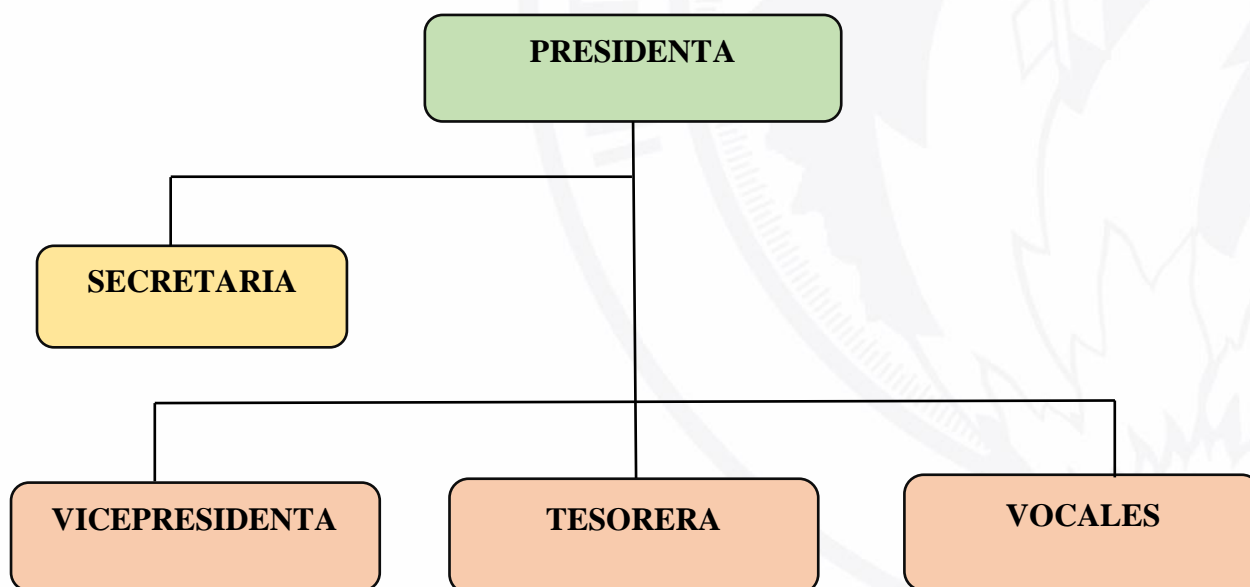 PRESIDENTA
SECRETARIA
VICEPRESIDENTA
TESORERA
VOCALES